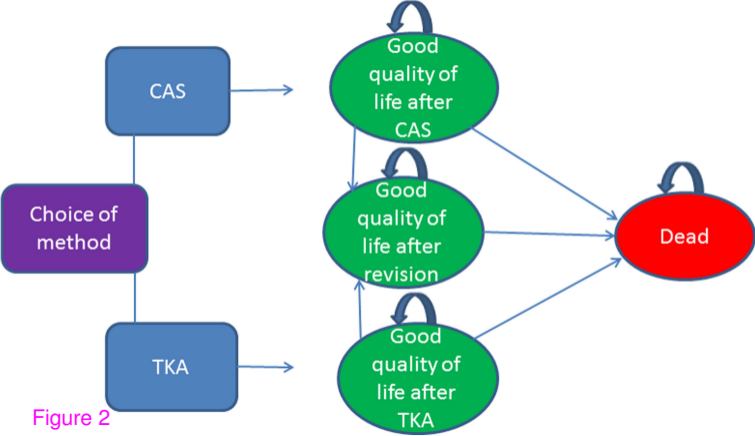 Good
quality of
life after
CAS
CAS
Good
quality of
life after
revision
Choice of
method
Dead
Good
quality of
life after
TKA
TKA
Figure 2